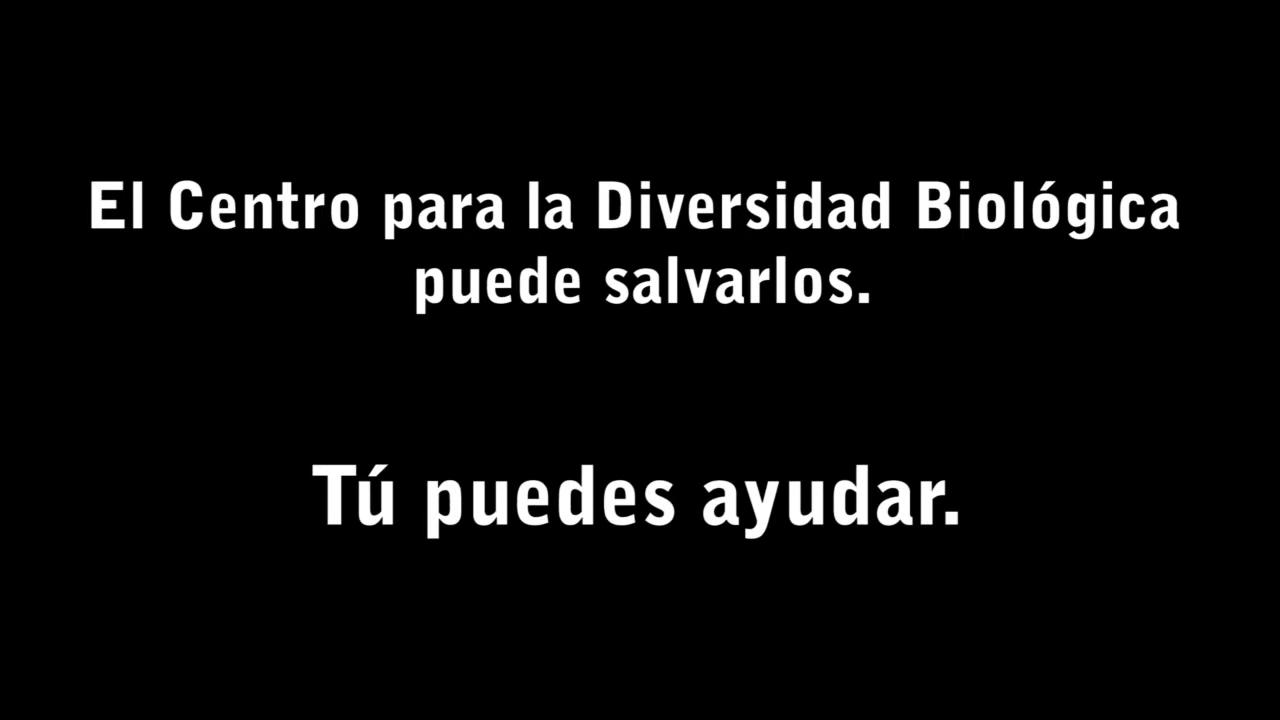 El Centro para la Diversidad Biológica
puede salvarlos.
Tú puedes ayudar.